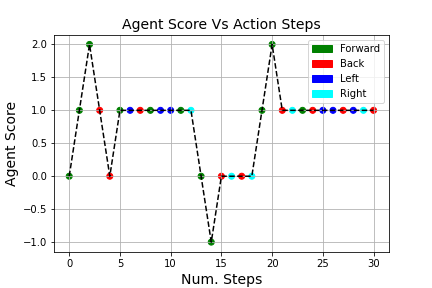 Agent Score Vs Action Steps
Agent Score
2.0
1.5
1.0
0.5
0.0
−0.5
−1.0
Forward
Back
Left
Right
0 5 10 15 20 25 30
Num. Steps